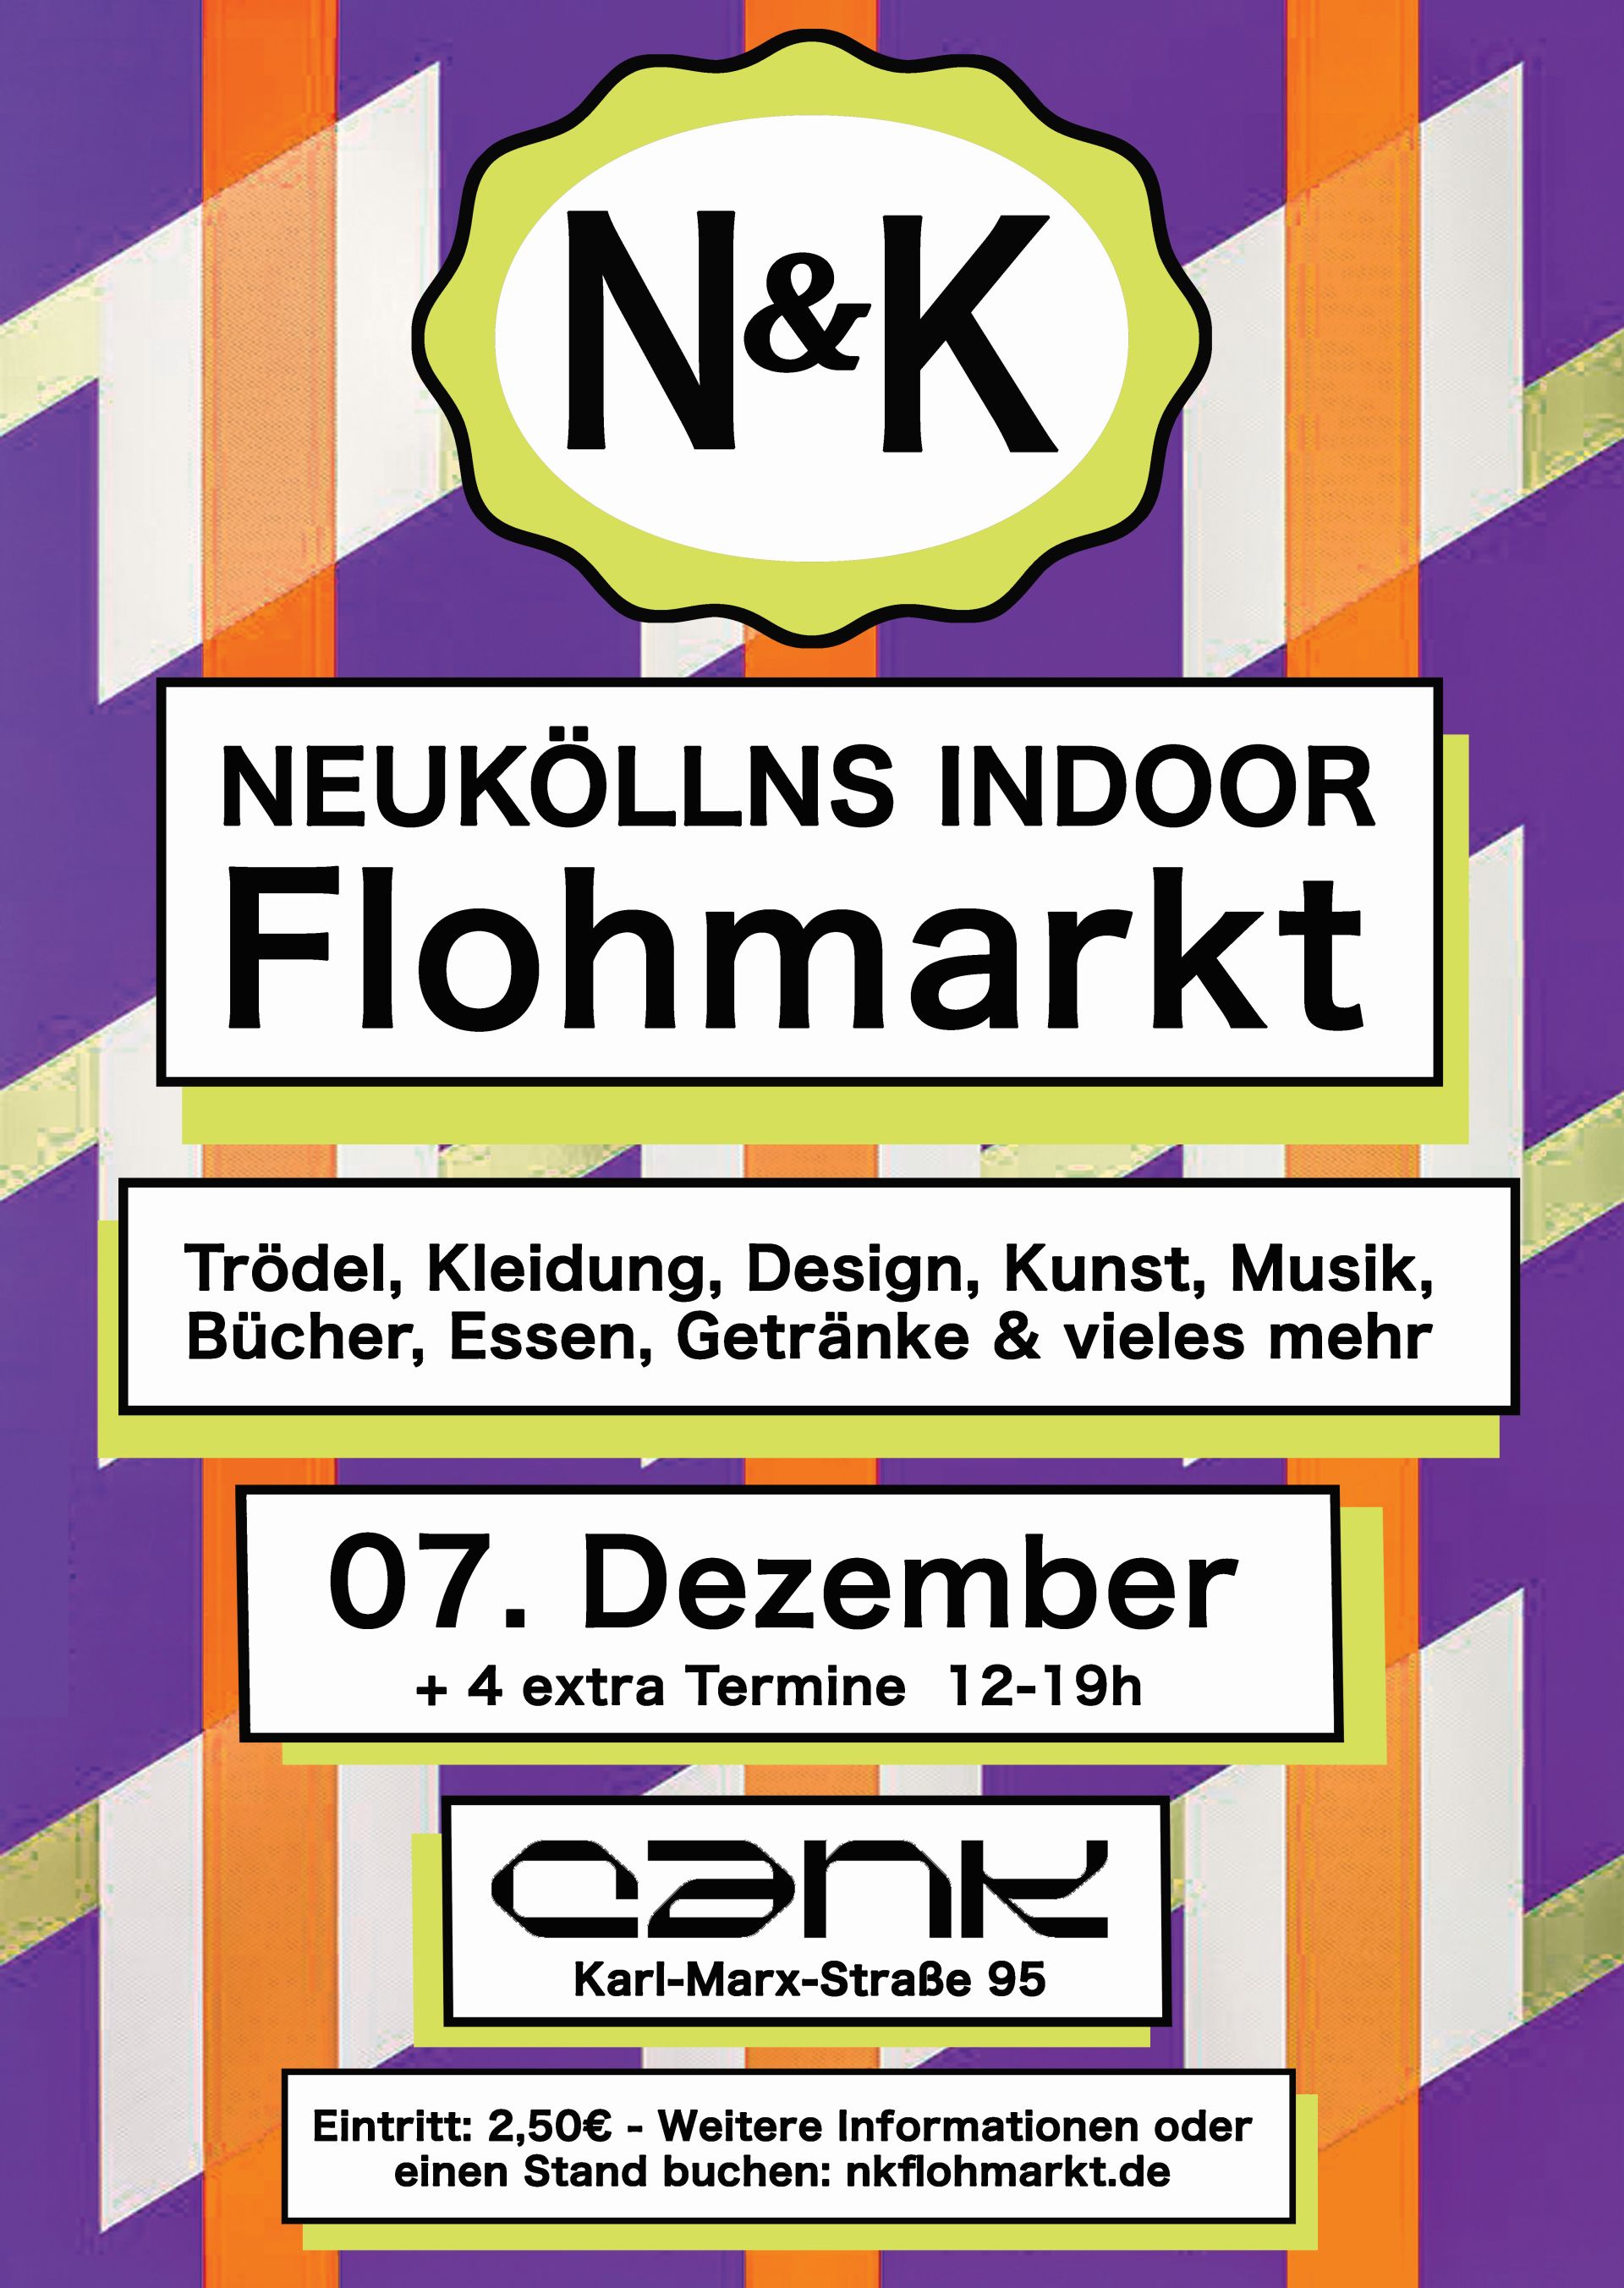 N&K
NEUKÖLLNS INDOOR
Flohmarkt
Trödel, Kleidung, Design, Kunst, Musik,
Bücher, Essen, Getränke & vieles mehr
07. Dezember
+ 4 extra Termine 12-19h
cank
Karl-Marx-Straße 95
Eintritt: 2,50€ - Weitere Informationen oder
einen Stand buchen: nkflohmarkt.de